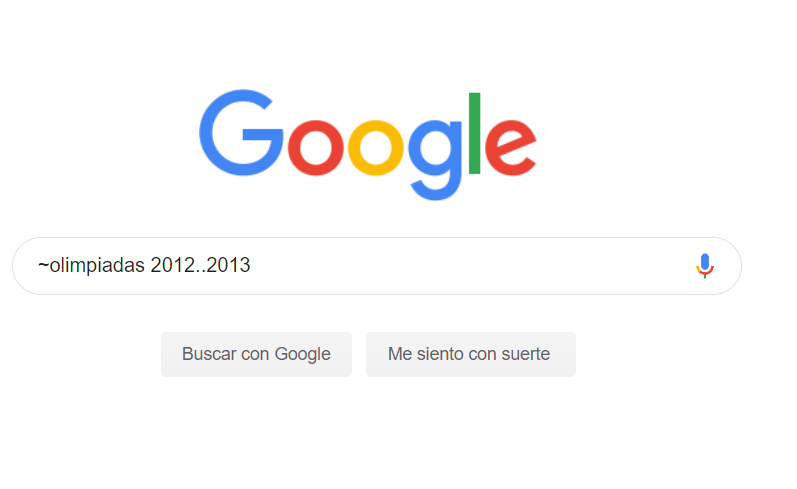 Google
~olimpiadas 2012..2013
Buscar con Google
Me siento con suerte